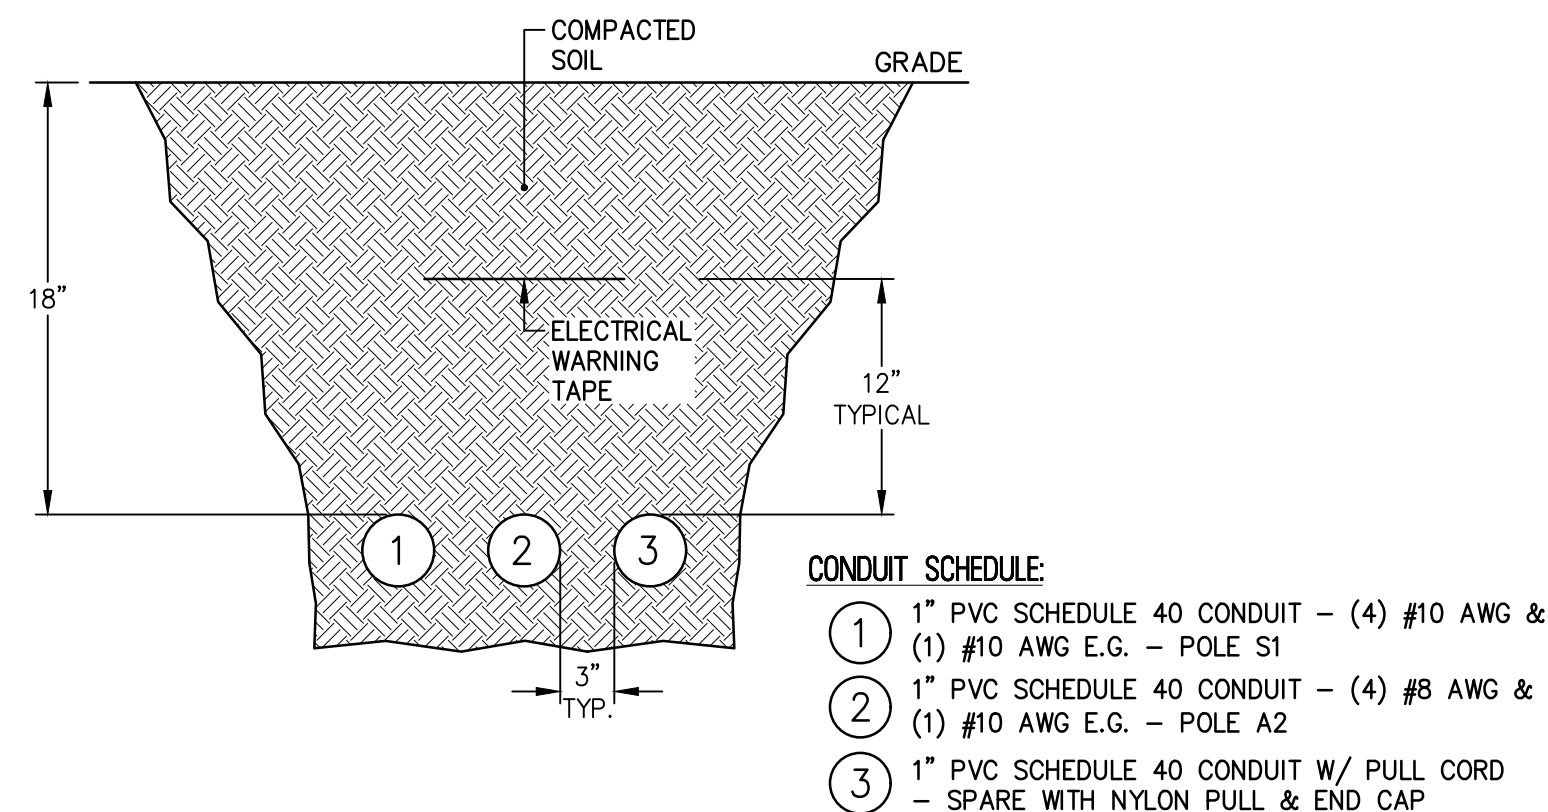 COMPACTED
SOIL
GRADE
18"
ELECTRICAL
WARNING
TAPE
12"
TYPICAL
1
2
3
3"
TYP.
CONDUIT SCHEDULE:
1 1" PVC SCHEDULE 40 CONDUIT – (4) #10 AWG &
(1) #10 AWG E.G. – POLE S1
2 1" PVC SCHEDULE 40 CONDUIT – (4) #8 AWG &
(1) #10 AWG E.G. – POLE A2
3 1" PVC SCHEDULE 40 CONDUIT W/ PULL CORD
– SPARE WITH NYLON PULL & END CAP